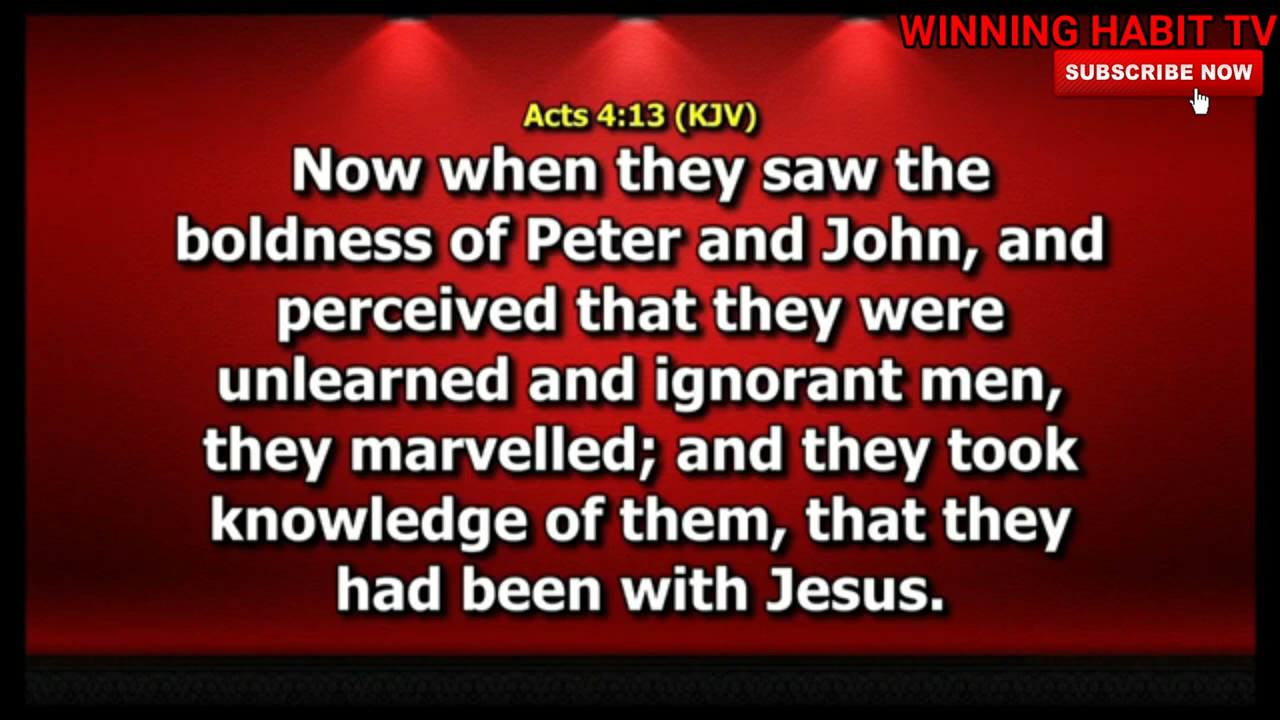 WINNING HABIT TV
SUBSCRIBE NOW
Acts 4:13 (KJV)
Now when they saw the
boldness of Peter and John, and
perceived that they were
unlearned and ignorant men,
they marvelled; and they took
knowledge of them, that they
had been with Jesus.